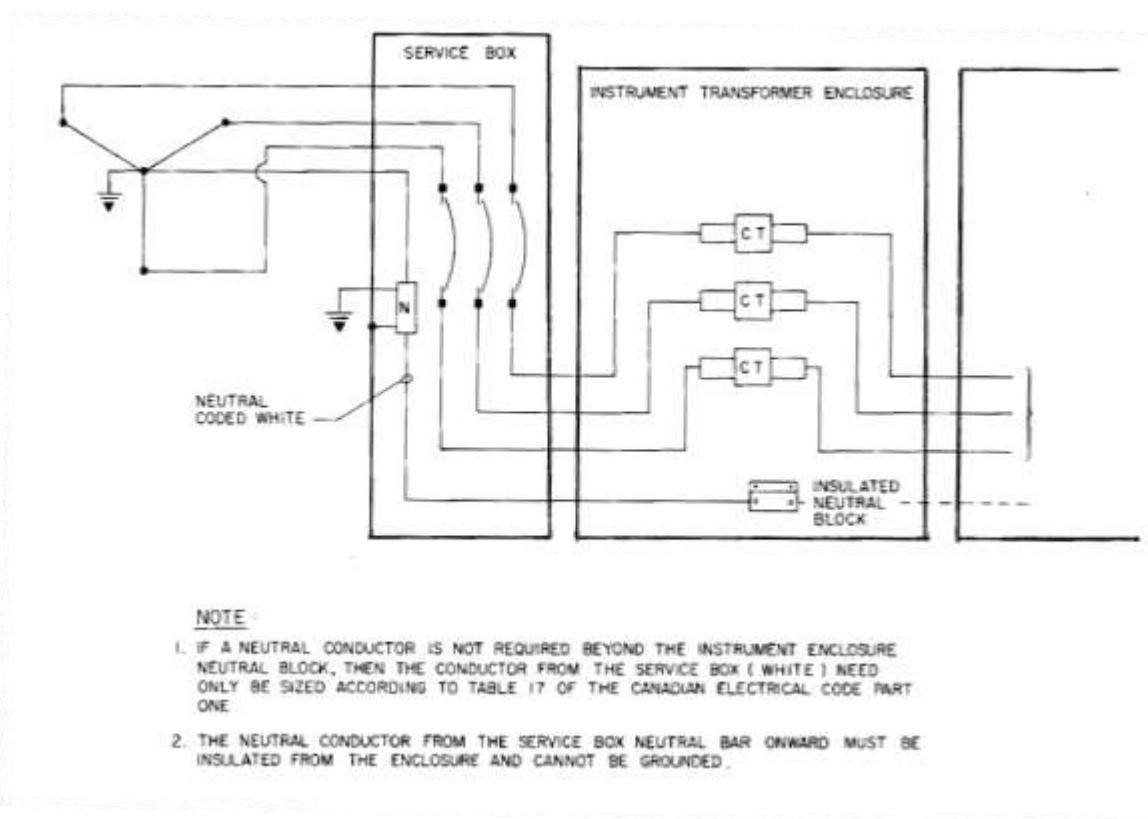 SERVICE BOX
INSTRUMENT TRANSFORMER ENCLOSURE
CT
CT
N
CT
NEUTRAL
CODED WHITE
INSULATED
NEUTRAL
BLOCK
NOTE:
1. IF A NEUTRAL CONDUCTOR IS NOT REQUIRED BEYOND THE INSTRUMENT ENCLOSURE
NEUTRAL BLOCK, THEN THE CONDUCTOR FROM THE SERVICE BOX (WHITE) NEED
ONLY BE SIZED ACCORDING TO TABLE 17 OF THE CANADIAN ELECTRICAL CODE PART
ONE
2. THE NEUTRAL CONDUCTOR FROM THE SERVICE BOX NEUTRAL BAR ONWARD MUST BE
INSULATED FROM THE ENCLOSURE AND CANNOT BE GROUNDED.